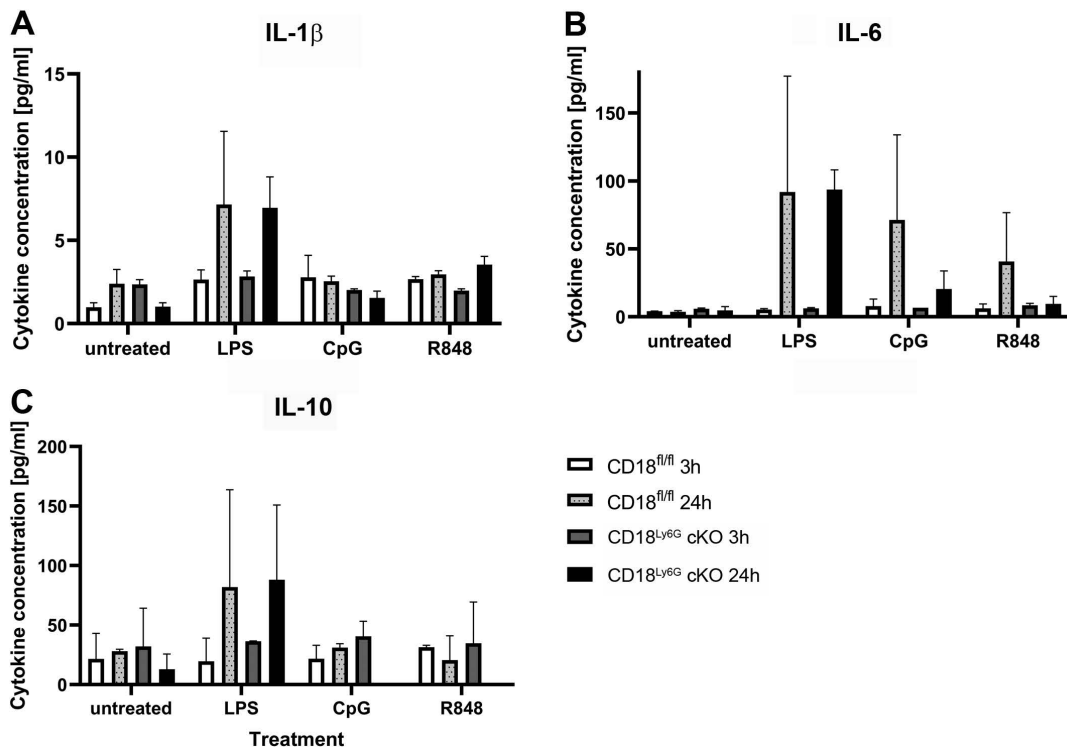 A
IL-1β
Cytokine concentration [pg/ml]
15
10
5
0
untreated LPS CpG R848
B
IL-6
Cytokine concentration [pg/ml]
150
100
50
0
untreated LPS CpG R848
C
IL-10
Cytokine concentration [pg/ml]
200
150
100
50
0
untreated LPS CpG R848
Treatment
CD18fl/fl 3h
CD18fl/fl 24h
CD18Ly6G cKO 3h
CD18Ly6G cKO 24h